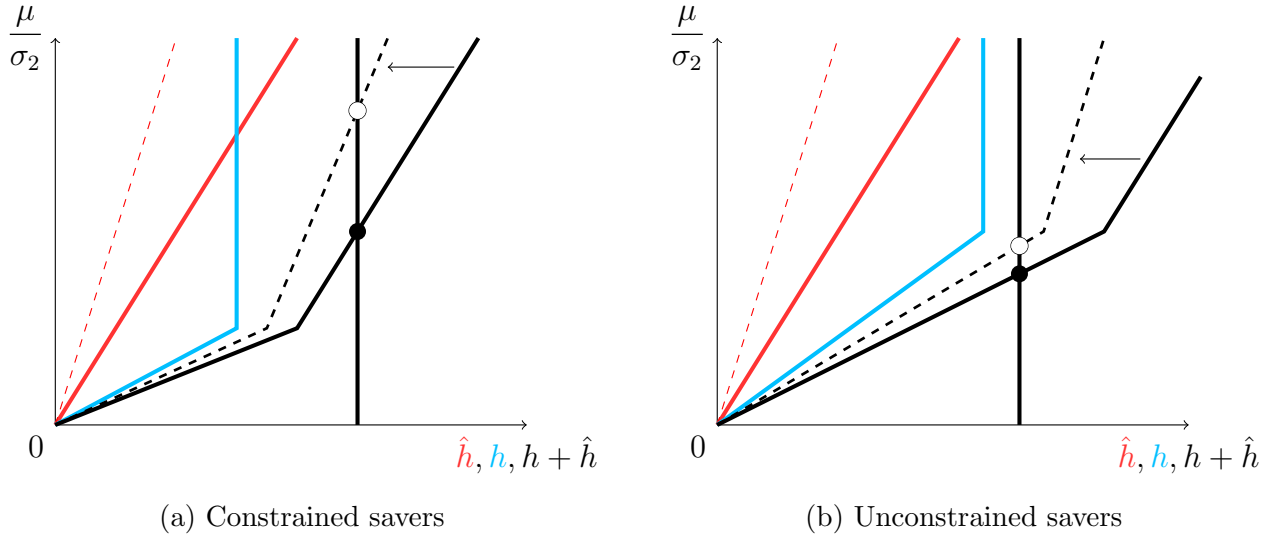 μ/σ₂
0
ĥ, h, h + ĥ
(a) Constrained savers
μ/σ₂
0
ĥ, h, h + ĥ
(b) Unconstrained savers